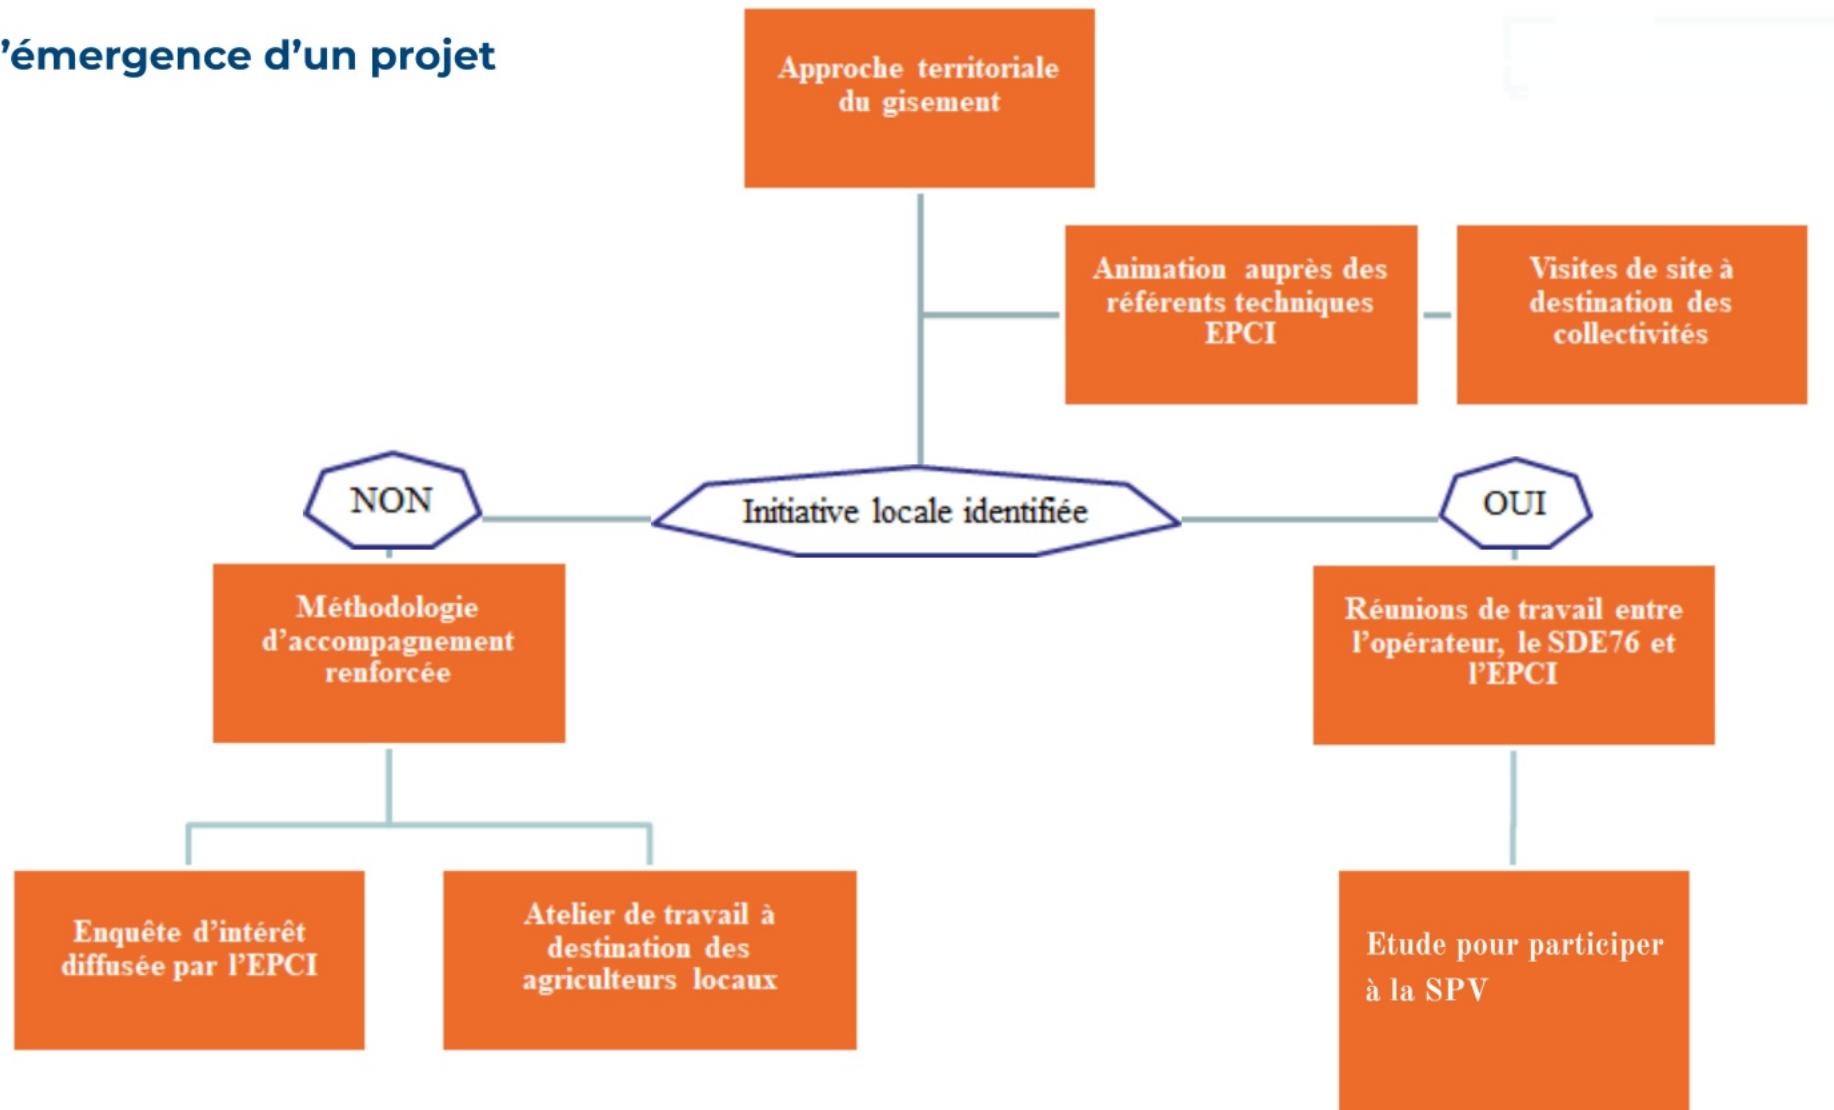 ’émergence d’un projet
Approche territoriale
du gisement
Animation auprès des
référents techniques
EPCI
Visites de site à
destination des
collectivités
NON
Initiative locale identifiée
OUI
Méthodologie
d’accompagnement
renforcée
Réunions de travail entre
l’opérateur, le SDE76 et
l’EPCI
Enquête d’intérêt
diffusée par l’EPCI
Atelier de travail à
destination des
agriculteurs locaux
Etude pour participer
à la SPV